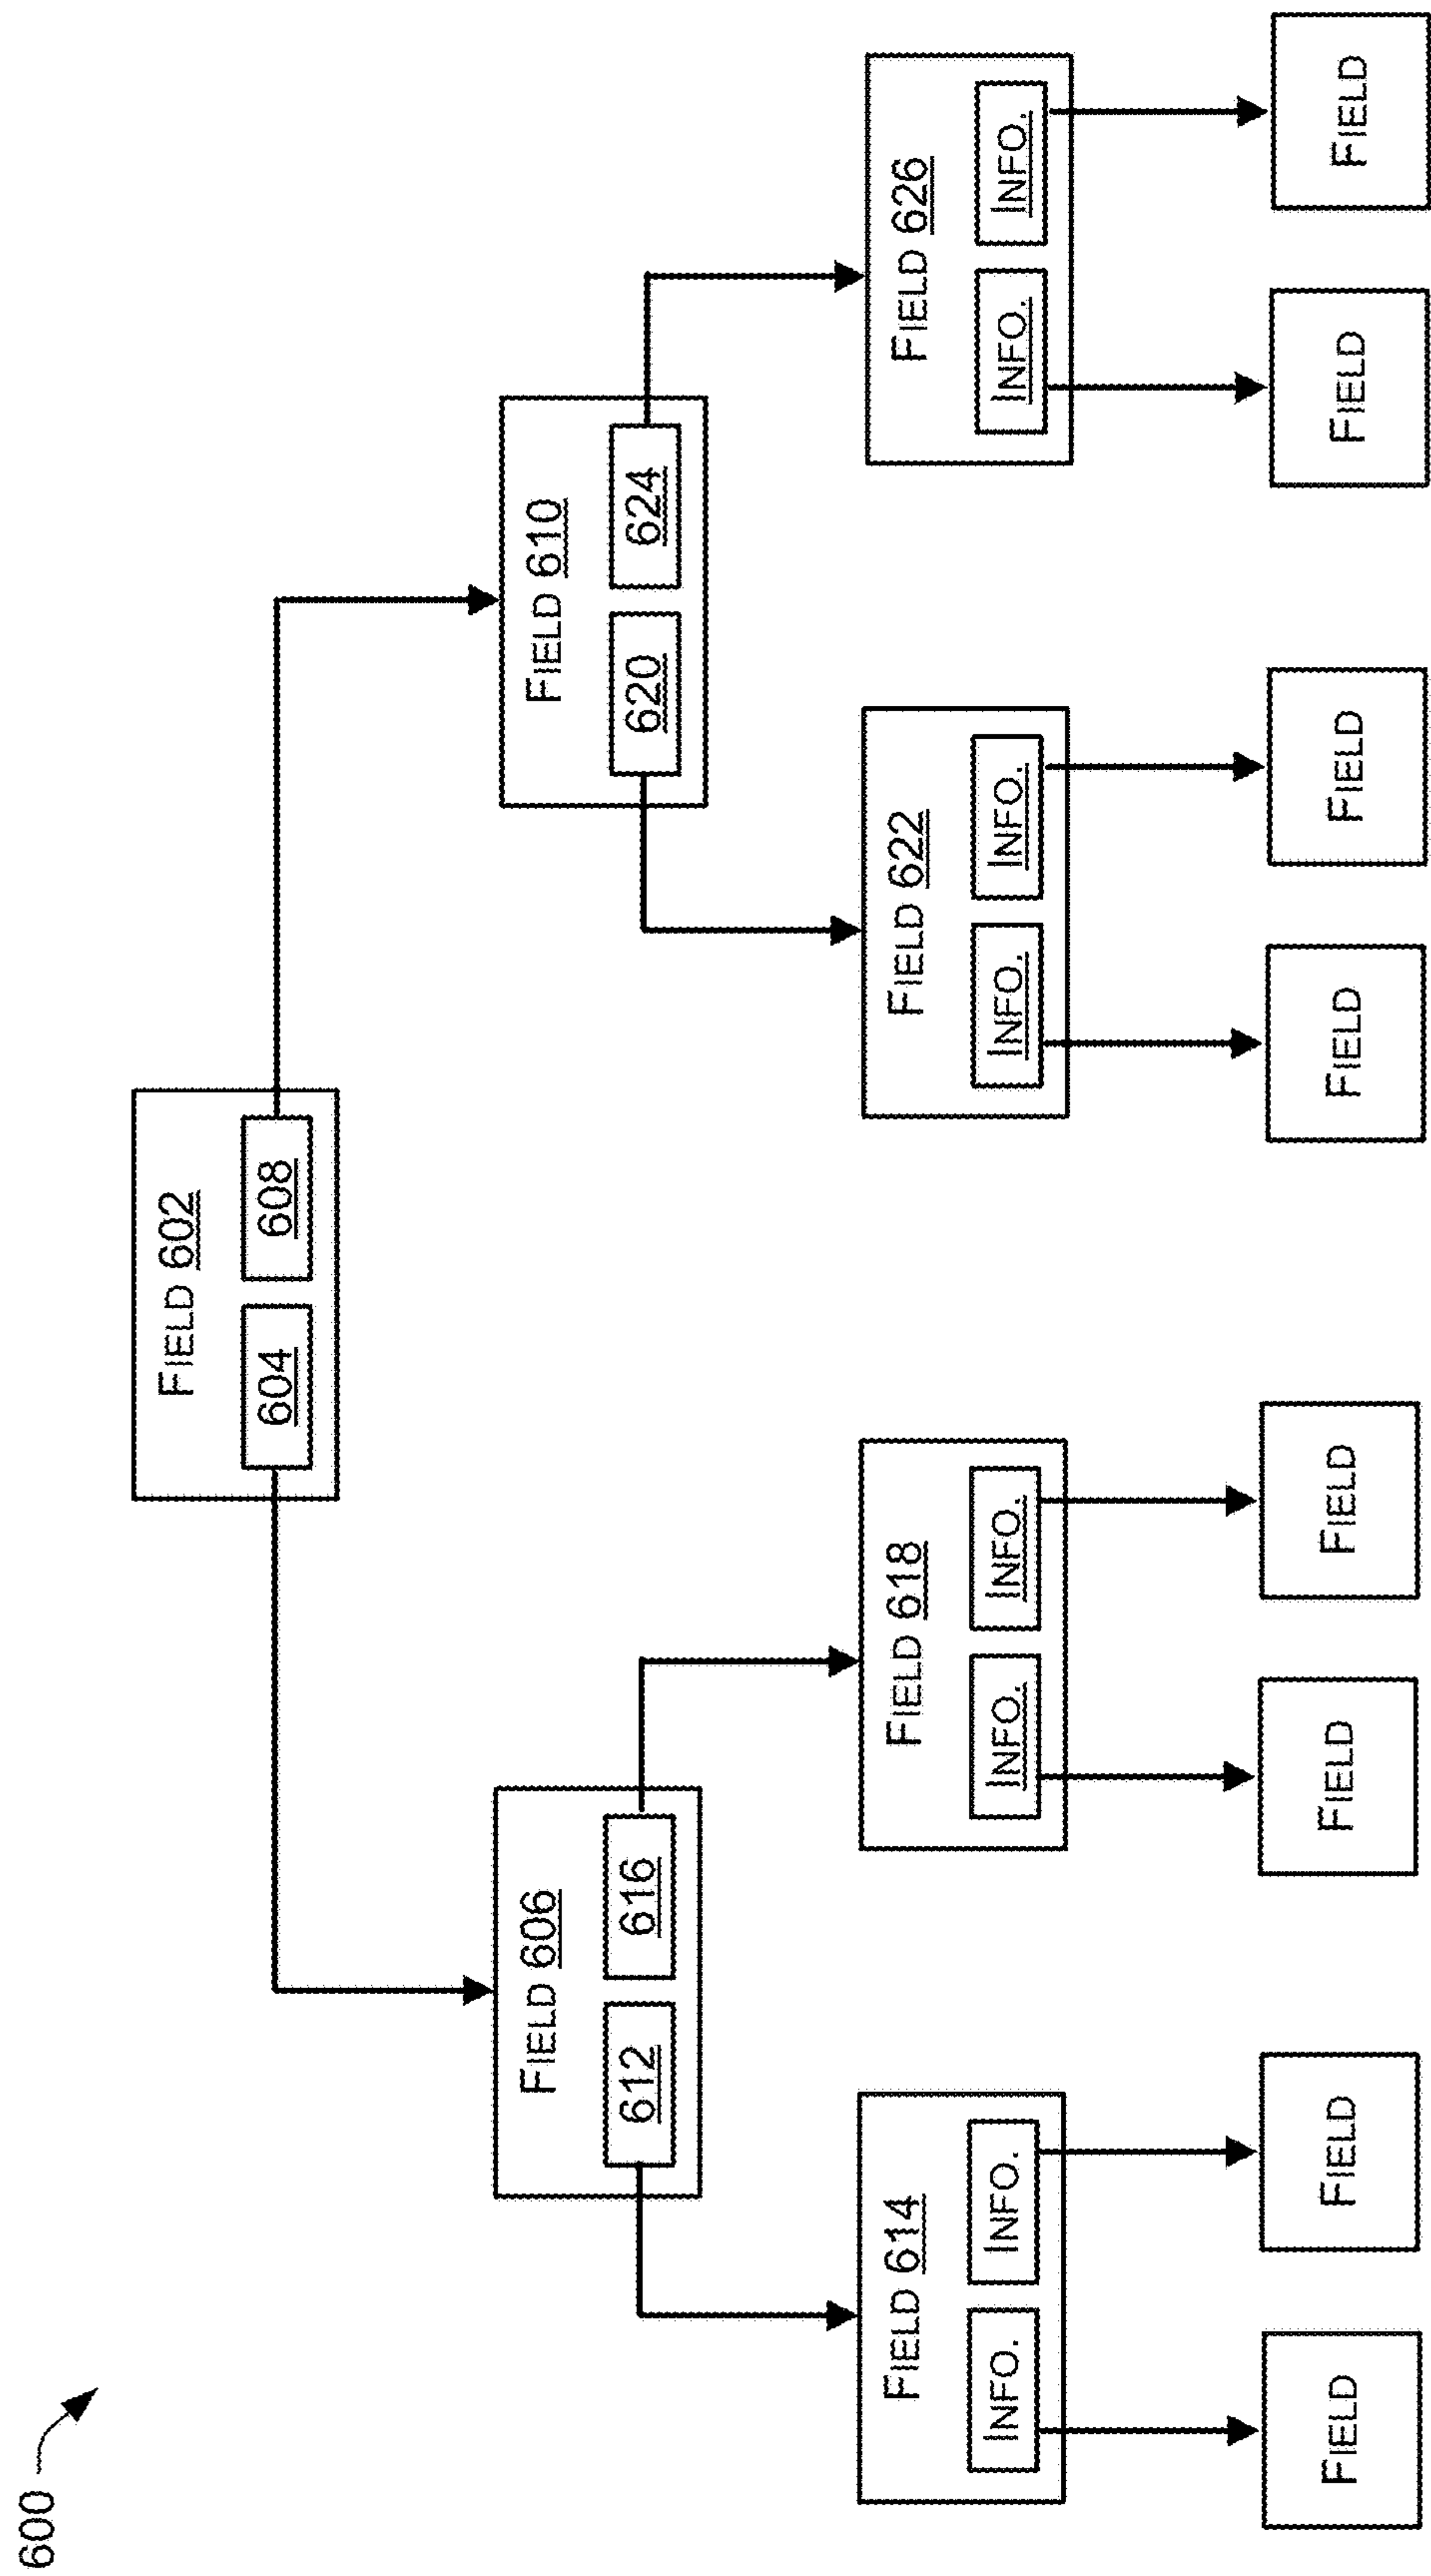 600
FIELD 602
604
608
FIELD 606
612
616
FIELD 610
620
624
FIELD 614
INFO.
INFO.
FIELD 618
INFO.
INFO.
FIELD 622
INFO.
INFO.
FIELD 626
INFO.
INFO.
FIELD
FIELD
FIELD
FIELD
FIELD
FIELD
FIELD
FIELD